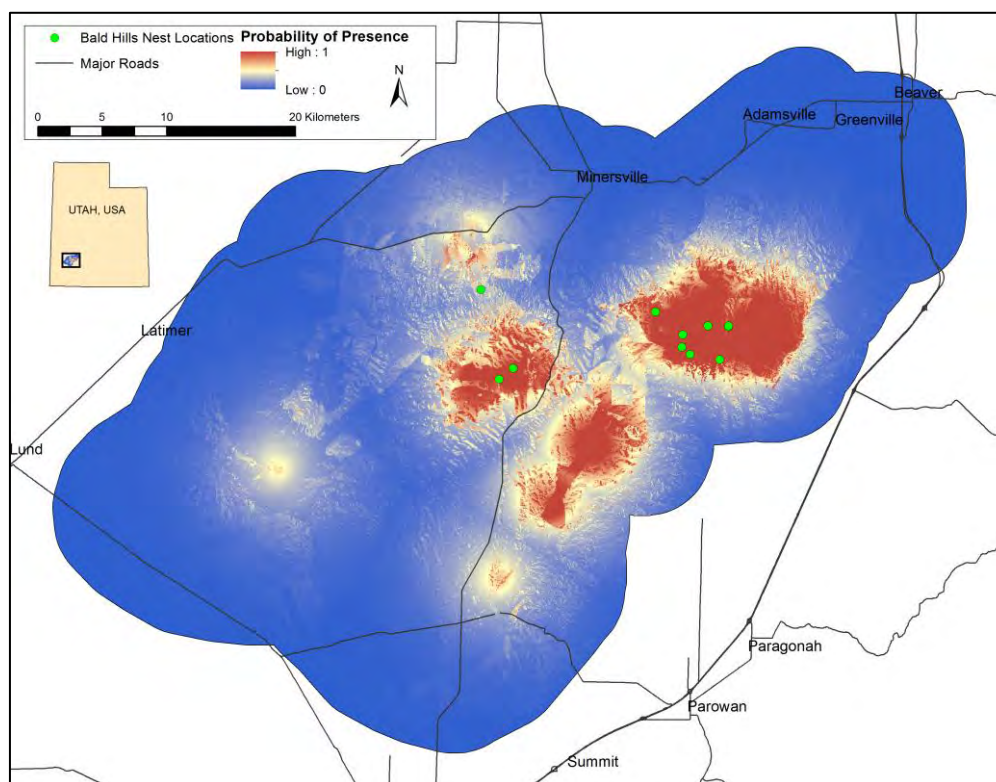 Bald Hills Nest Locations
Major Roads
Probability of Presence
High : 1
Low : 0
N
0 5 10 20 Kilometers
UTAH, USA
Beaver
Adamsville
Greenville
Minersville
Latimer
Lund
Paragonah
Parowan
Summit